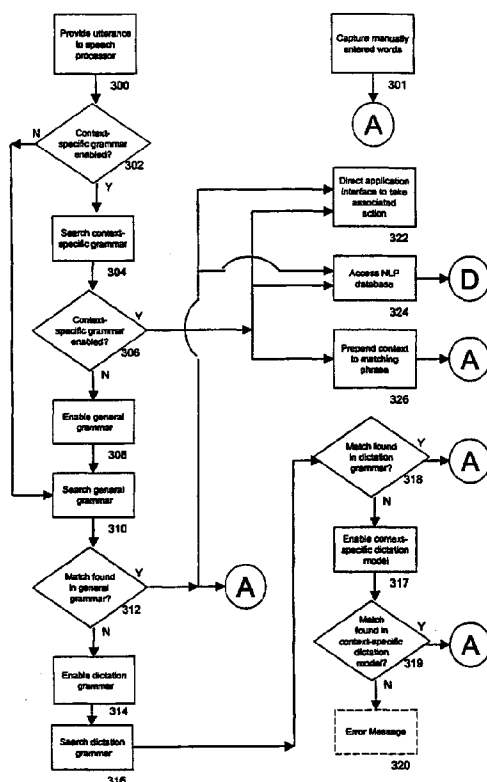 Provide utterance
to speech
processor
300
N
Context-
specific grammar
enabled?
302
Y
Search context-
specific grammar
304
Context-
specific grammar
enabled?
306
Y
N
Enable general
grammar
308
Search general
grammar
310
Match found
in general
grammar?
312
Y
A
N
Enable dictation
grammar
314
Search dictation
grammar
316
Capture manually
entered words
301
A
Direct application
interface to take
associated
action
322
Access NLP
database
324
D
Prepend context
to matching
phrase
326
A
Match found
in dictation
grammar?
318
Y
A
N
Enable context-
specific dictation
model
317
Match
found in
context-specific
dictation
model?
319
Y
A
N
Error Message
320